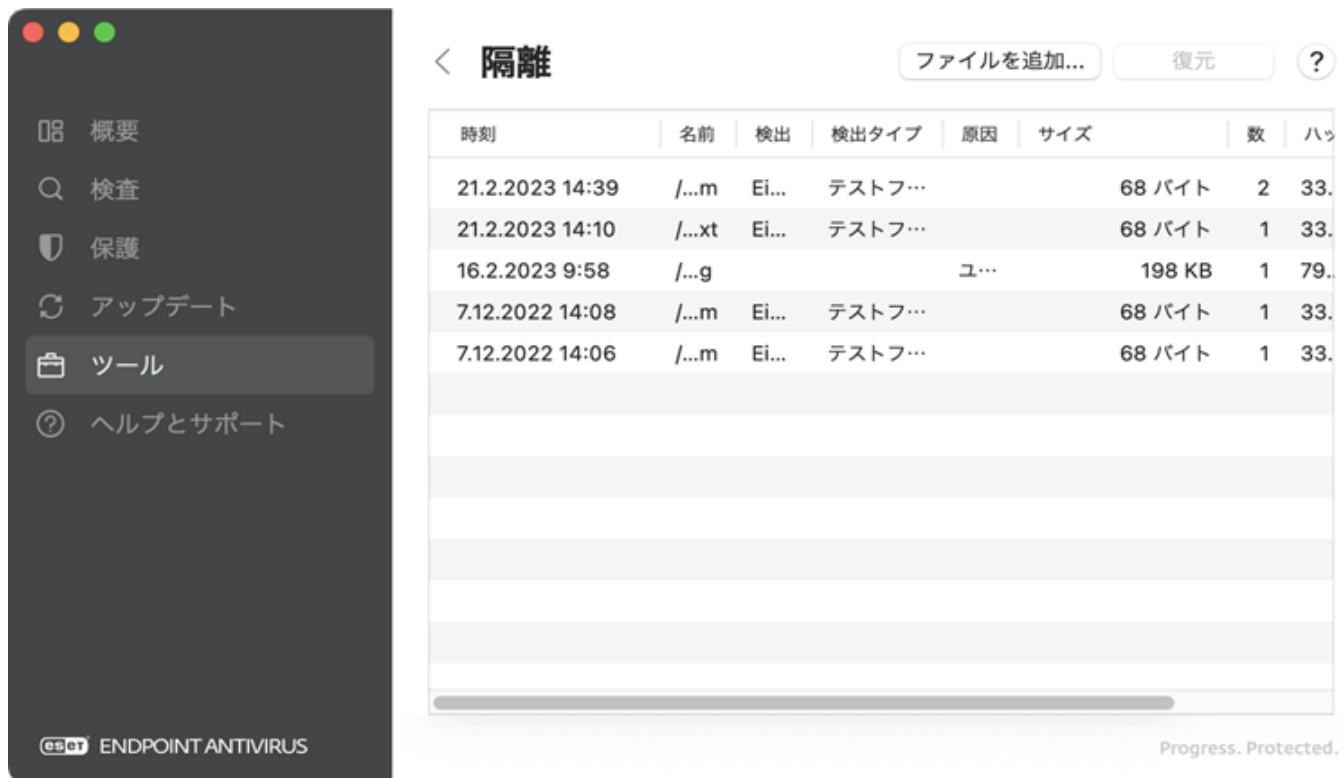 隔離
ファイルを追加...
復元
?
概要
検査
保護
アップデート
ツール
ヘルプとサポート
時刻 名前 検出 検出タイプ 原因 サイズ 数 ハッ
21.2.2023 14:39 /...m Ei... テストフ… 68 バイト 2 33.
21.2.2023 14:10 /...xt Ei... テストフ… 68 バイト 1 33.
16.2.2023 9:58 /...g ユ… 198 KB 1 79..
7.12.2022 14:08 /...m Ei... テストフ… 68 バイト 1 33.
7.12.2022 14:06 /...m Ei... テストフ… 68 バイト 1 33.
eseT ENDPOINT ANTIVIRUS
Progress. Protected.